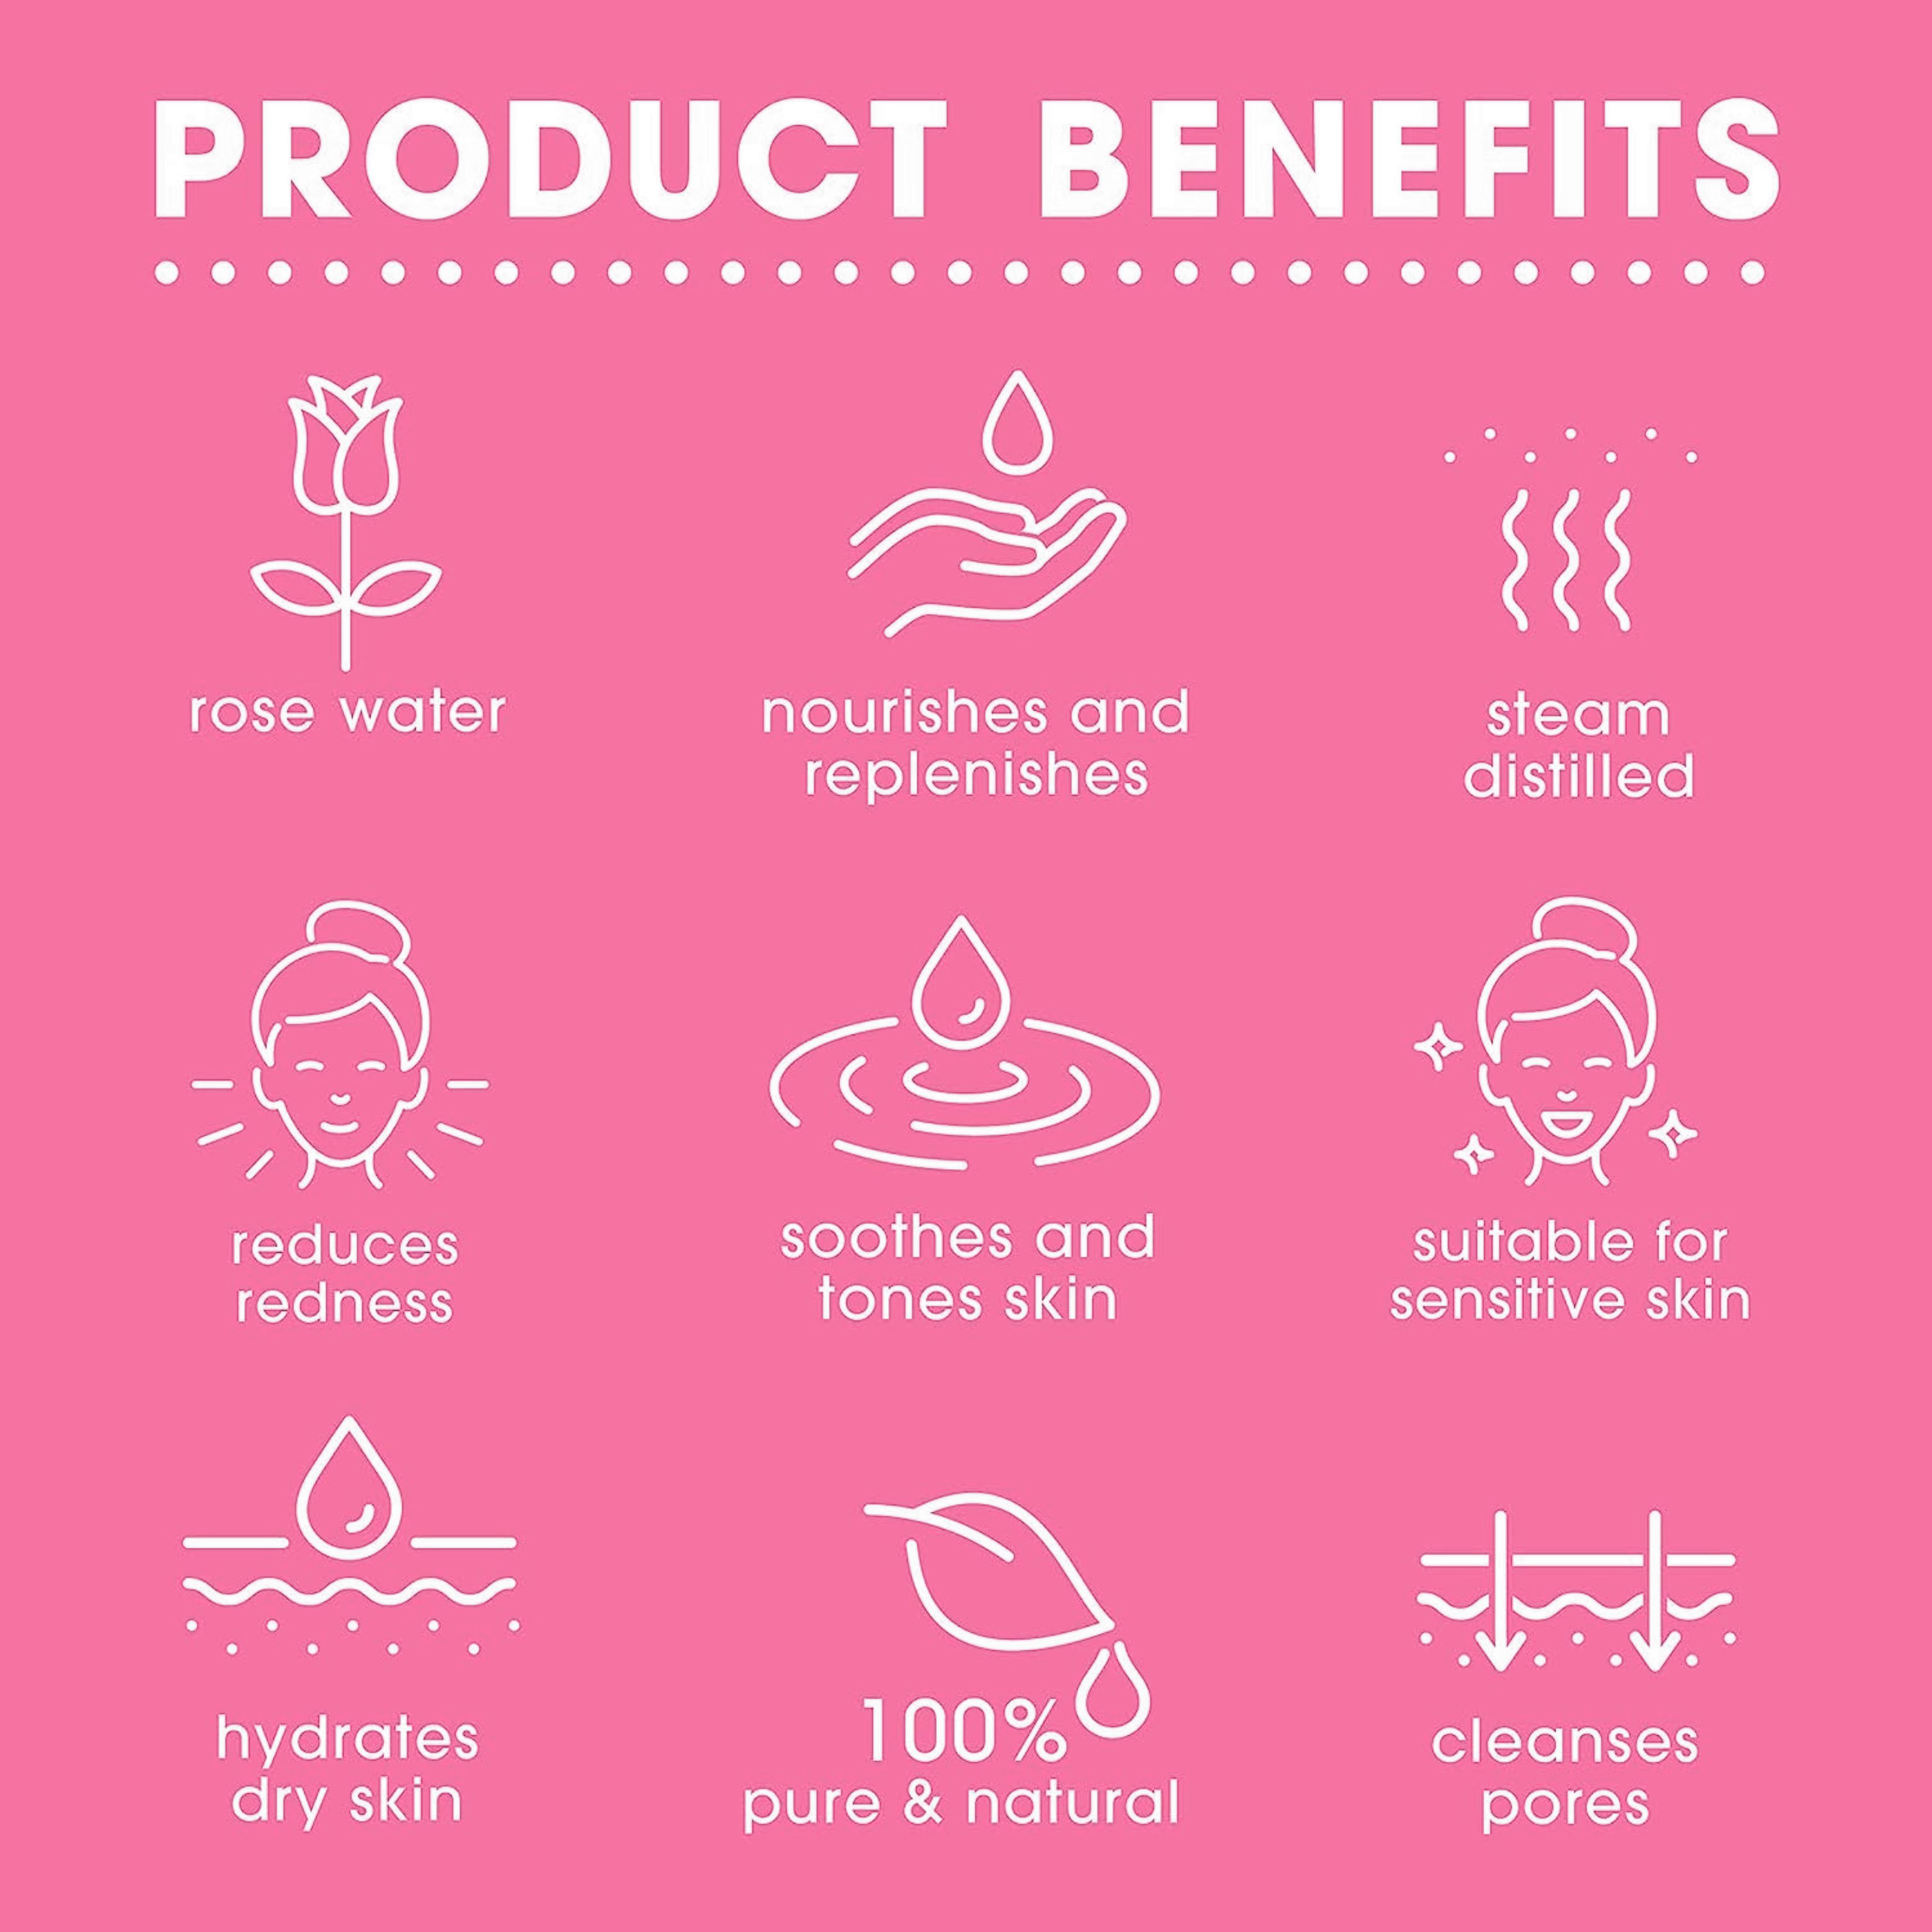 PRODUCT BENEFITS
rose water
nourishes and
replenishes
steam
distilled
reduces
redness
soothes and
tones skin
suitable for
sensitive skin
hydrates
dry skin
100%
pure & natural
cleanses
pores